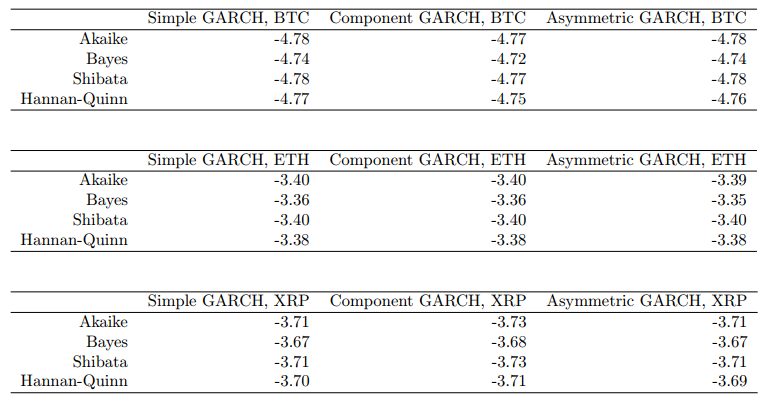 Simple GARCH, BTC Component GARCH, BTC Asymmetric GARCH, BTC
Akaike -4.78 -4.77 -4.78
Bayes -4.74 -4.72 -4.74
Shibata -4.78 -4.77 -4.78
Hannan-Quinn -4.77 -4.75 -4.76
Simple GARCH, ETH Component GARCH, ETH Asymmetric GARCH, ETH
Akaike -3.40 -3.40 -3.39
Bayes -3.36 -3.36 -3.35
Shibata -3.40 -3.40 -3.40
Hannan-Quinn -3.38 -3.38 -3.38
Simple GARCH, XRP Component GARCH, XRP Asymmetric GARCH, XRP
Akaike -3.71 -3.73 -3.71
Bayes -3.67 -3.68 -3.67
Shibata -3.71 -3.73 -3.71
Hannan-Quinn -3.70 -3.71 -3.69